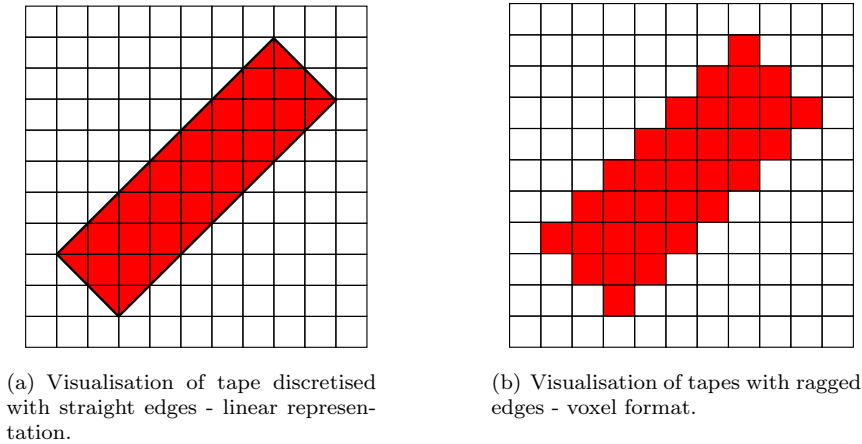 (a) Visualisation of tape discretised
with straight edges - linear represen-
tation.
(b) Visualisation of tapes with ragged
edges - voxel format.